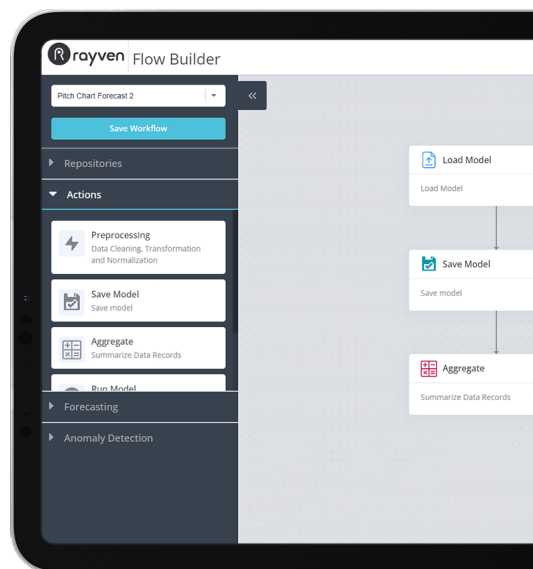 rayven Flow Builder
Pitch Chart Forecast 2
Save Workflow
Repositories
Actions
Preprocessing
Data Cleaning, Transformation
and Normalization
Save Model
Save model
Aggregate
Summarize Data Records
Run Model
Forecasting
Anomaly Detection
Load Model
Load Model
Save Model
Save model
Aggregate
Summarize Data Records